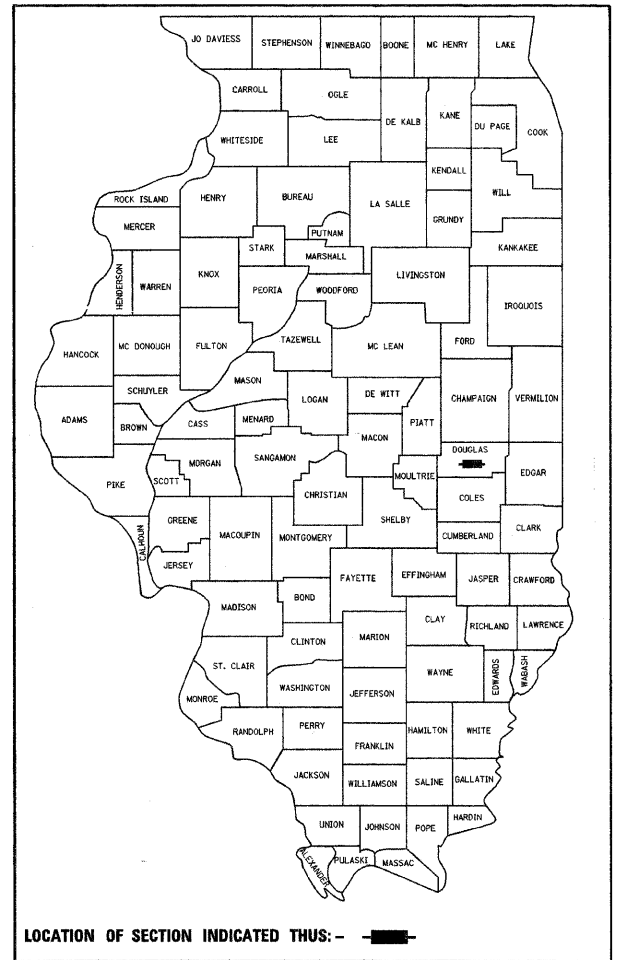 JO DAVIESS STEPHENSON WINNEBAGO BOONE MC HENRY LAKE
CARROLL OGLE
DE KALB KANE DU PAGE COOK
WHITESIDE LEE
KENDALL
WILL
ROCK ISLAND HENRY BUREAU LA SALLE
GRUNDY
MERCER
PUTNAM
STARK MARSHALL KANKAKEE
HENDERSON WARREN KNOX LIVINGSTON
PEORIA WOODFORD
IROQUOIS
HANCOCK MC DONOUGH FULTON TAZEWELL MC LEAN FORD
MASON
SCHUYLER LOGAN DE WITT CHAMPAIGN VERMILION
ADAMS BROWN CASS MENARD PIATT
MACON
DOUGLAS
PIKE SCOTT MORGAN SANGAMON MOULTRIE EDGAR
CHRISTIAN COLES
CALHOUN GREENE MACOUPIN MONTGOMERY SHELBY CLARK
CUMBERLAND
JERSEY
FAYETTE EFFINGHAM JASPER CRAWFORD
MADISON BOND
CLAY RICHLAND LAWRENCE
CLINTON MARION
ST. CLAIR
WAYNE EDWARDS WABASH
WASHINGTON JEFFERSON
MONROE
RANDOLPH PERRY HAMILTON WHITE
FRANKLIN
JACKSON WILLIAMSON SALINE GALLATIN
HARDIN
UNION JOHNSON POPE
ALEXANDER PULASKI MASSAC
LOCATION OF SECTION INDICATED THUS: –